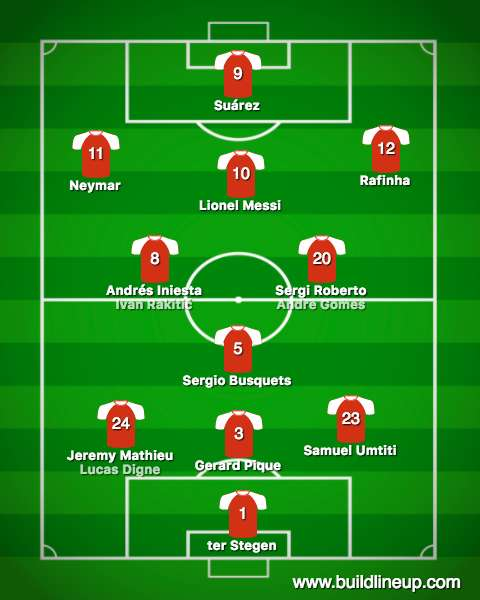 9
Suárez
11
Neymar
10
Lionel Messi
12
Rafinha
8
Andrés Iniesta
Ivan Rakitic
20
Sergi Roberto
Andre Gomes
5
Sergio Busquets
24
Jeremy Mathieu
Lucas Digne
3
Gerard Pique
23
Samuel Umtiti
1
ter Stegen
www.buildlineup.com